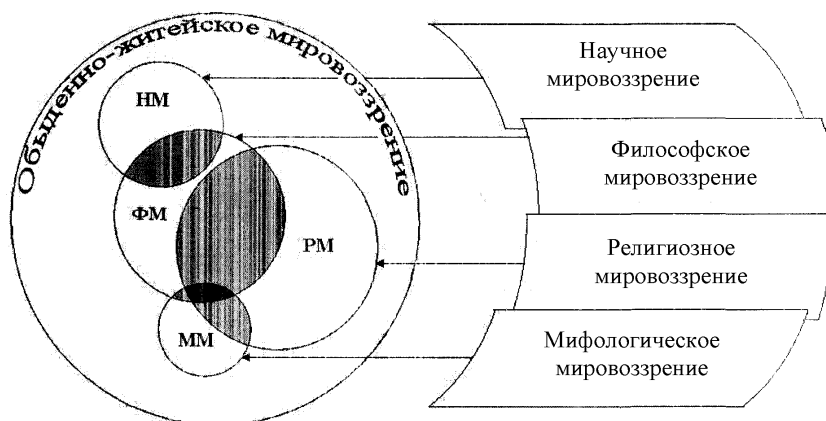 Обыденно-житейское мировоззрение
НМ
ФМ
РМ
ММ
Научное
мировоззрение
Философское
мировоззрение
Религиозное
мировоззрение
Мифологическое
мировоззрение